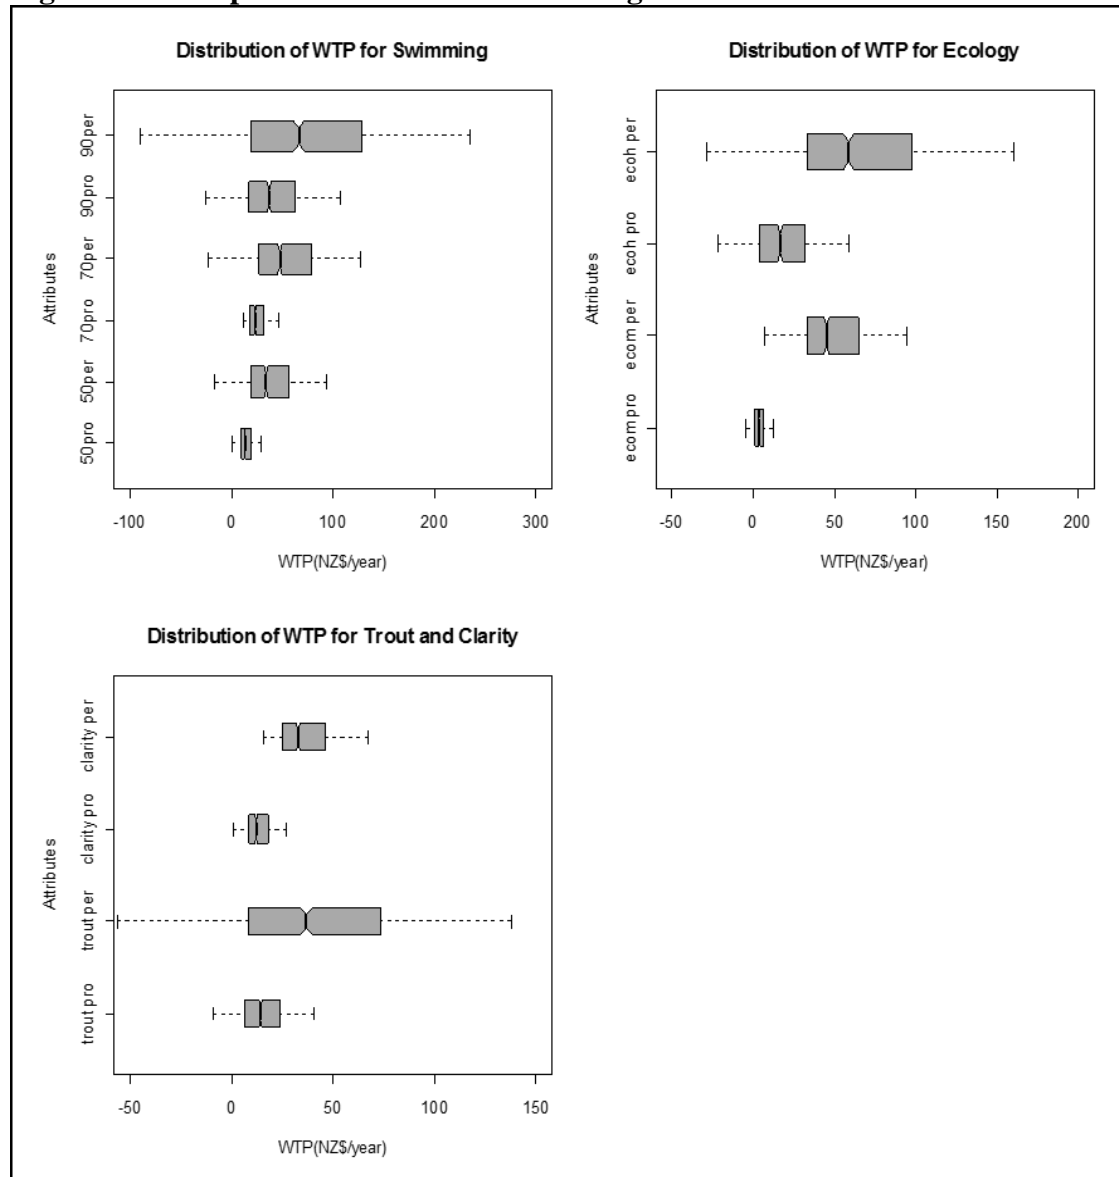 Distribution of WTP for Swimming
Attributes
90per
90pro
70per
70pro
50per
50pro
-100 0 100 200 300
WTP(NZ$/year)
Distribution of WTP for Ecology
Attributes
ecoh per
ecoh pro
ecom per
ecom pro
-50 0 50 100 150 200
WTP(NZ$/year)
Distribution of WTP for Trout and Clarity
Attributes
clarity per
clarity pro
trout per
trout pro
-50 0 50 100 150
WTP(NZ$/year)